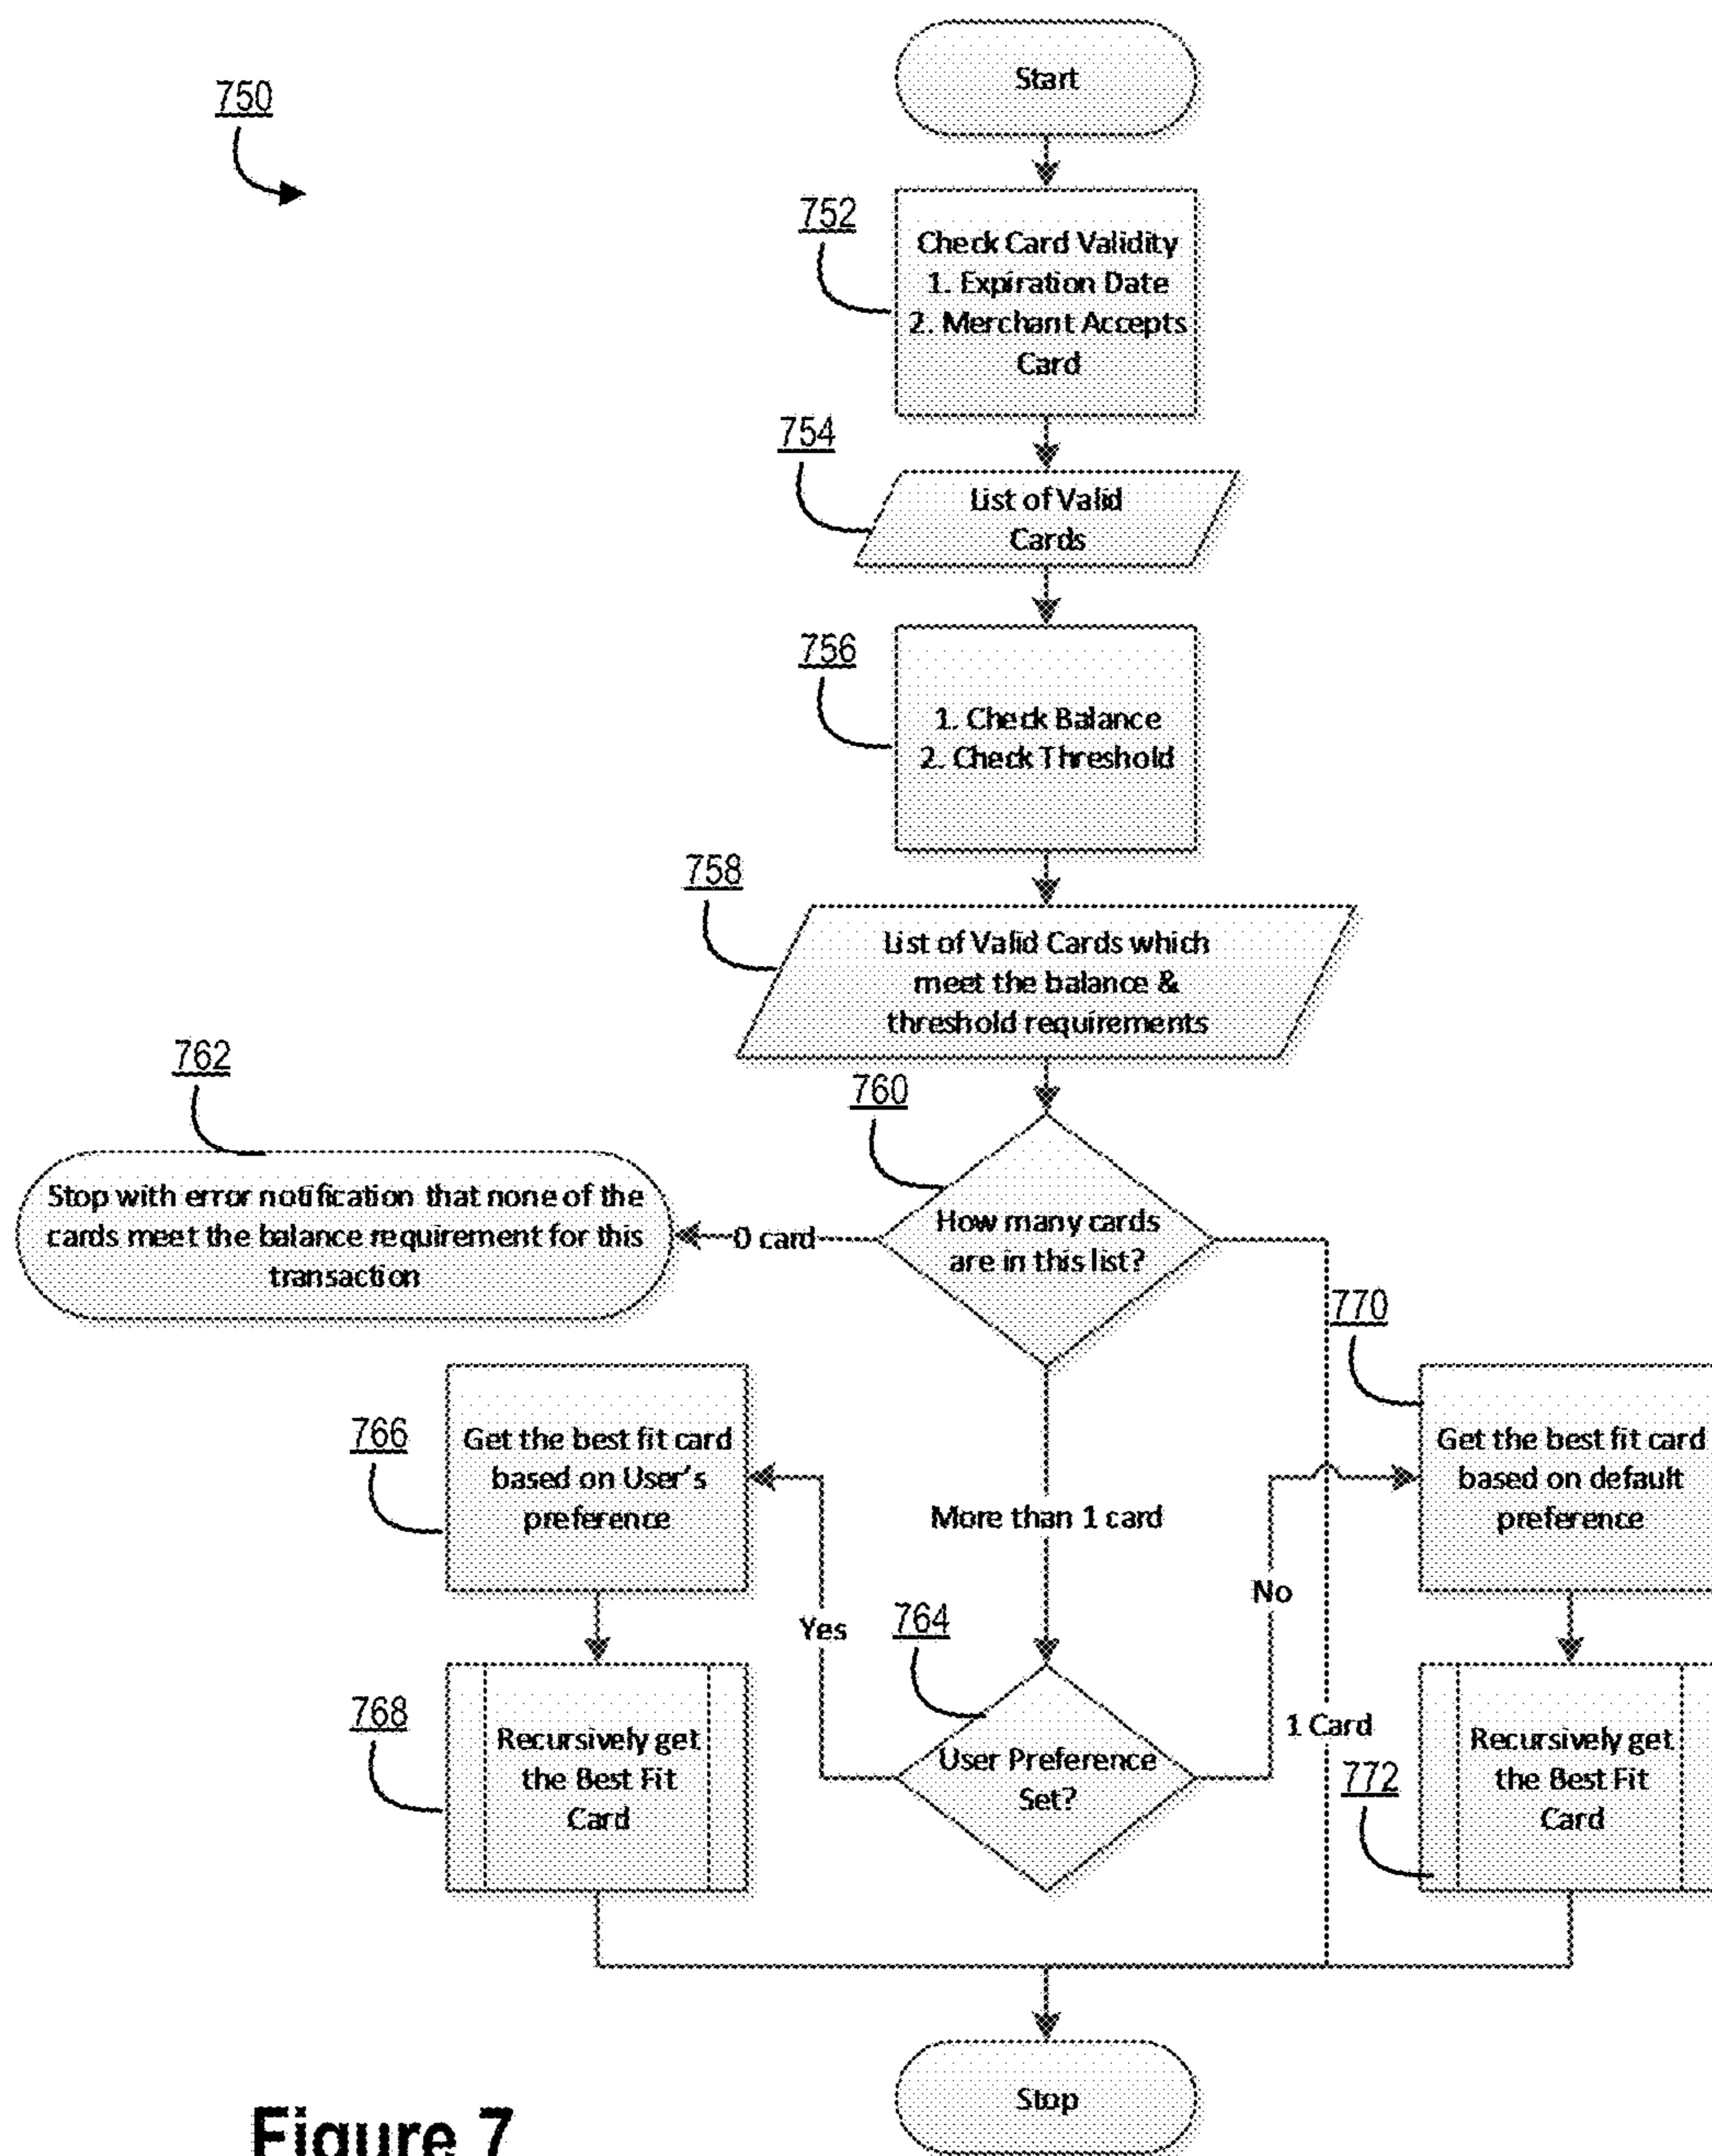 Start
750
752
Check Card Validity
1. Expiration Date
2. Merchant Accepts
Card
754
List of Valid
Cards
756
1. Check Balance
2. Check Threshold
758
List of Valid Cards which
meet the balance &
threshold requirements
762
760
Stop with error notification that none of the
cards meet the balance requirement for this
transaction
0 card
How many cards
are in this list?
770
766
Get the best fit card
based on User's
preference
More than 1 card
Get the best fit card
based on default
preference
Yes
764
No
768
Recursively get
the Best Fit
Card
User Preference
Set?
1 Card
772
Recursively get
the Best Fit
Card
Stop
Figure 7